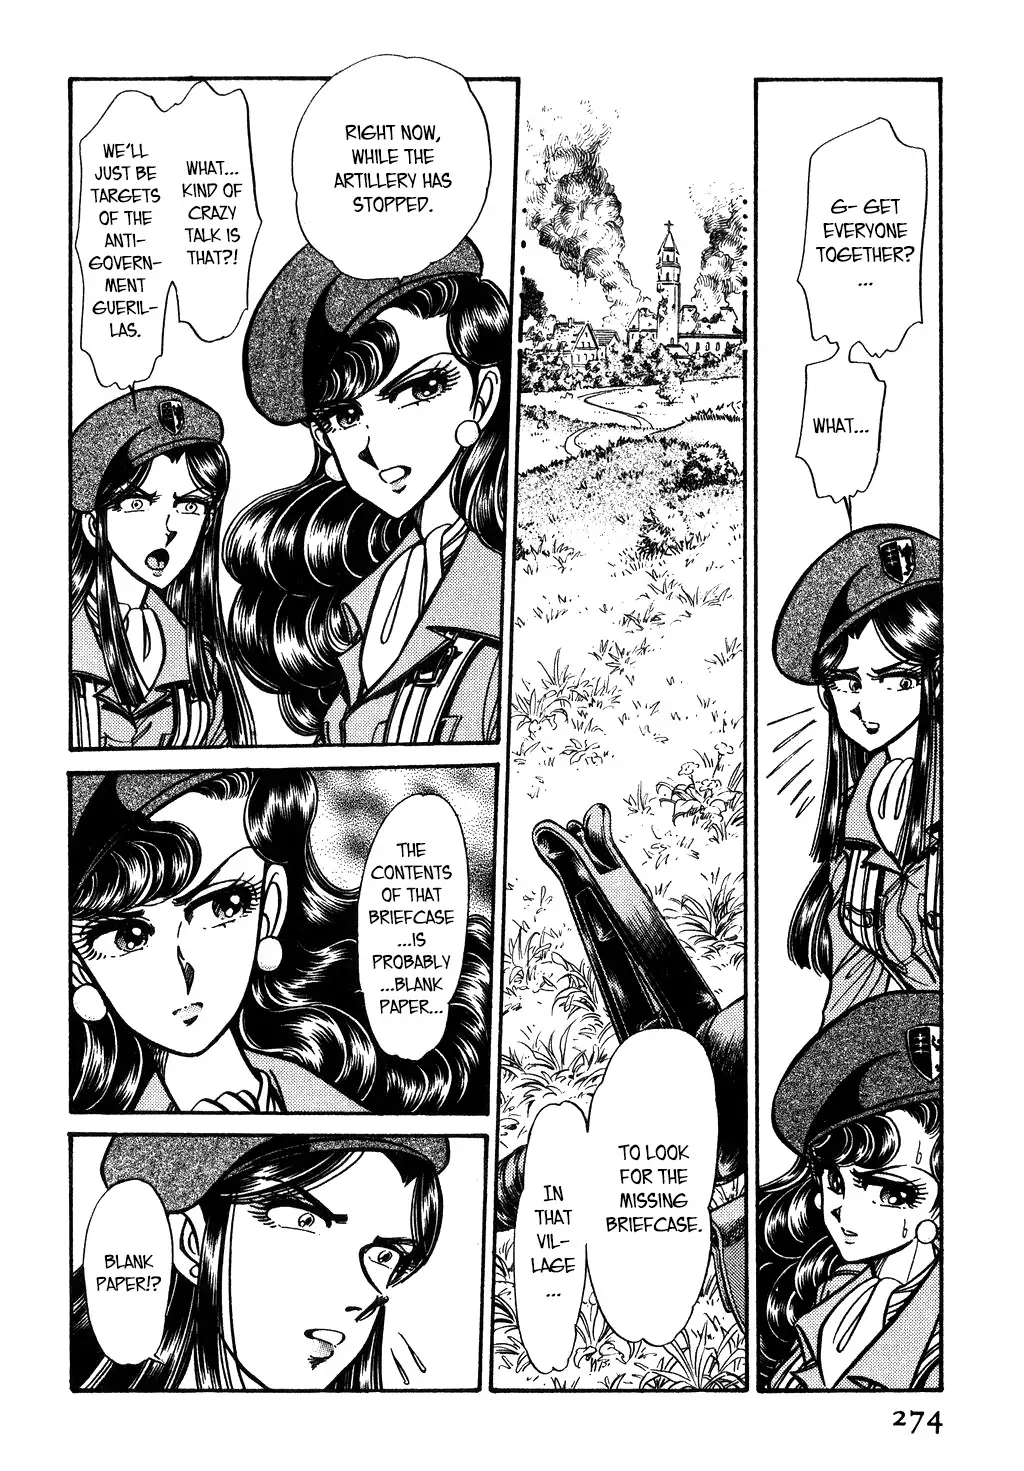 G- GET
EVERYONE
TOGETHER?
...
WHAT...
TO LOOK
FOR THE
MISSING
BRIEFCASE.
IN
THAT
VIL-
LAGE
...
RIGHT NOW,
WHILE THE
ARTILLERY HAS
STOPPED.
WHAT...
KIND OF
CRAZY
TALK IS
THAT?!
WE'LL
JUST BE
TARGETS
OF THE
ANTI-
GOVERN-
MENT
GUERIL-
LAS.
THE
CONTENTS
OF THAT
BRIEFCASE
...IS
PROBABLY
...BLANK
PAPER...
BLANK
PAPER!?
274